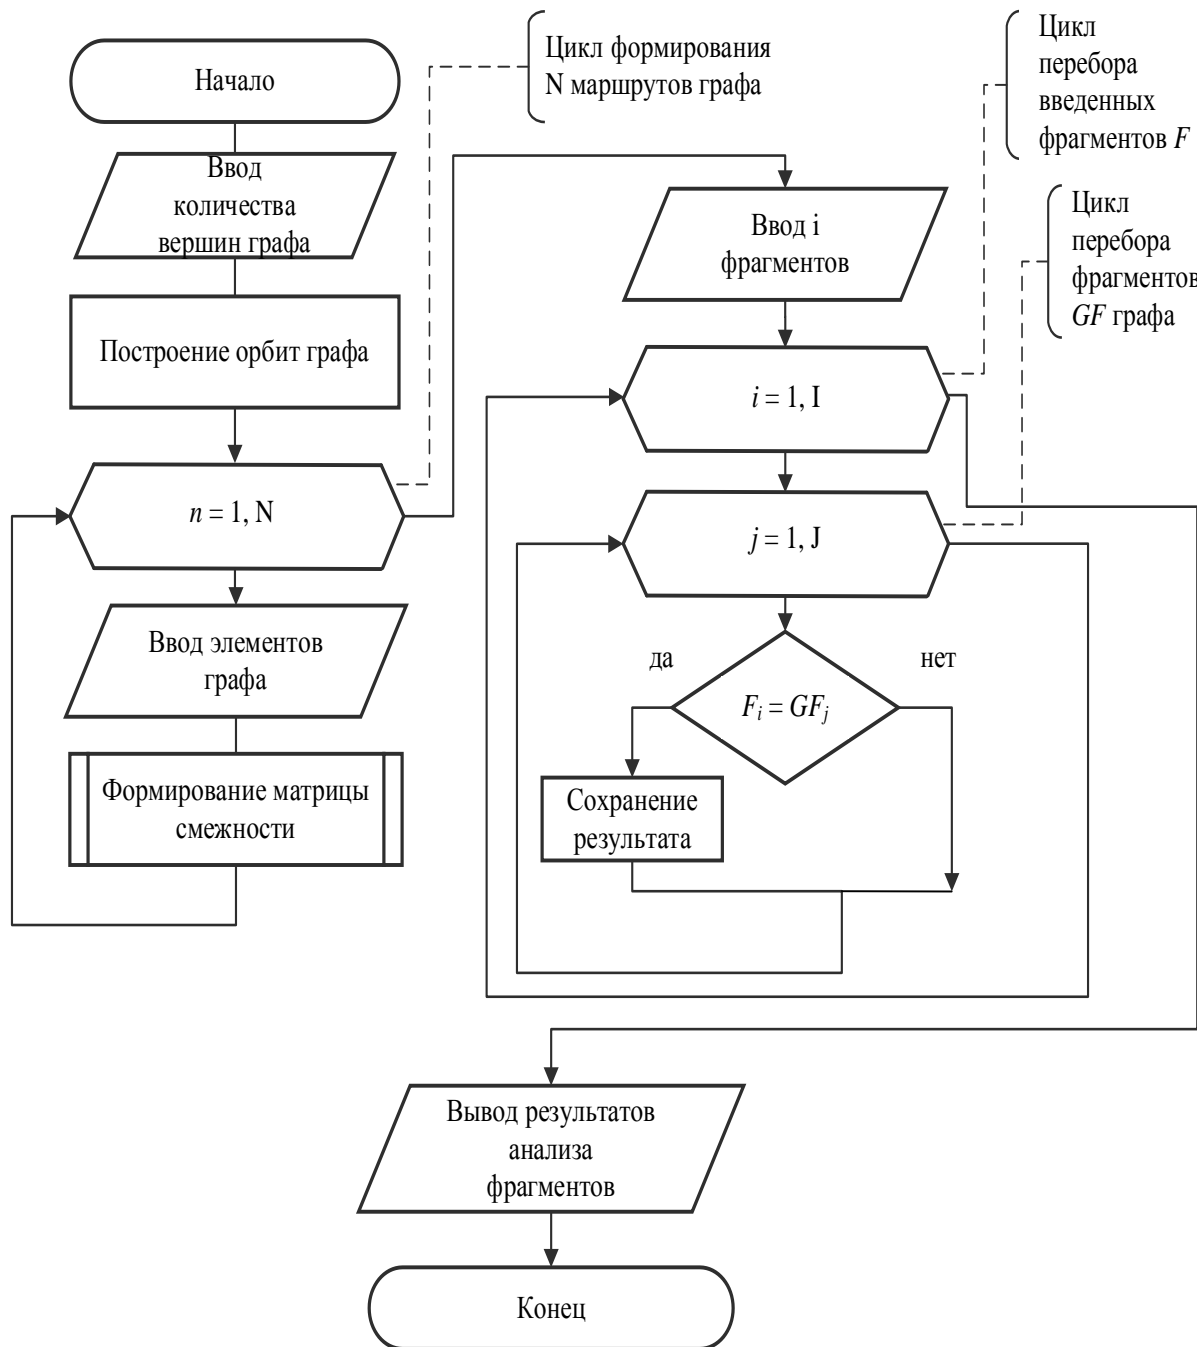 Начало
Ввод
количества
вершин графа
Построение орбит графа
n = 1, N
Ввод элементов
графа
Формирование матрицы
смежности
Цикл формирования
N маршрутов графа
Ввод i
фрагментов
i = 1, I
j = 1, J
да
нет
Fi = GFj
Сохранение
результата
Цикл
перебора
введенных
фрагментов F
Цикл
перебора
фрагментов
GF графа
Вывод результатов
анализа
фрагментов
Конец